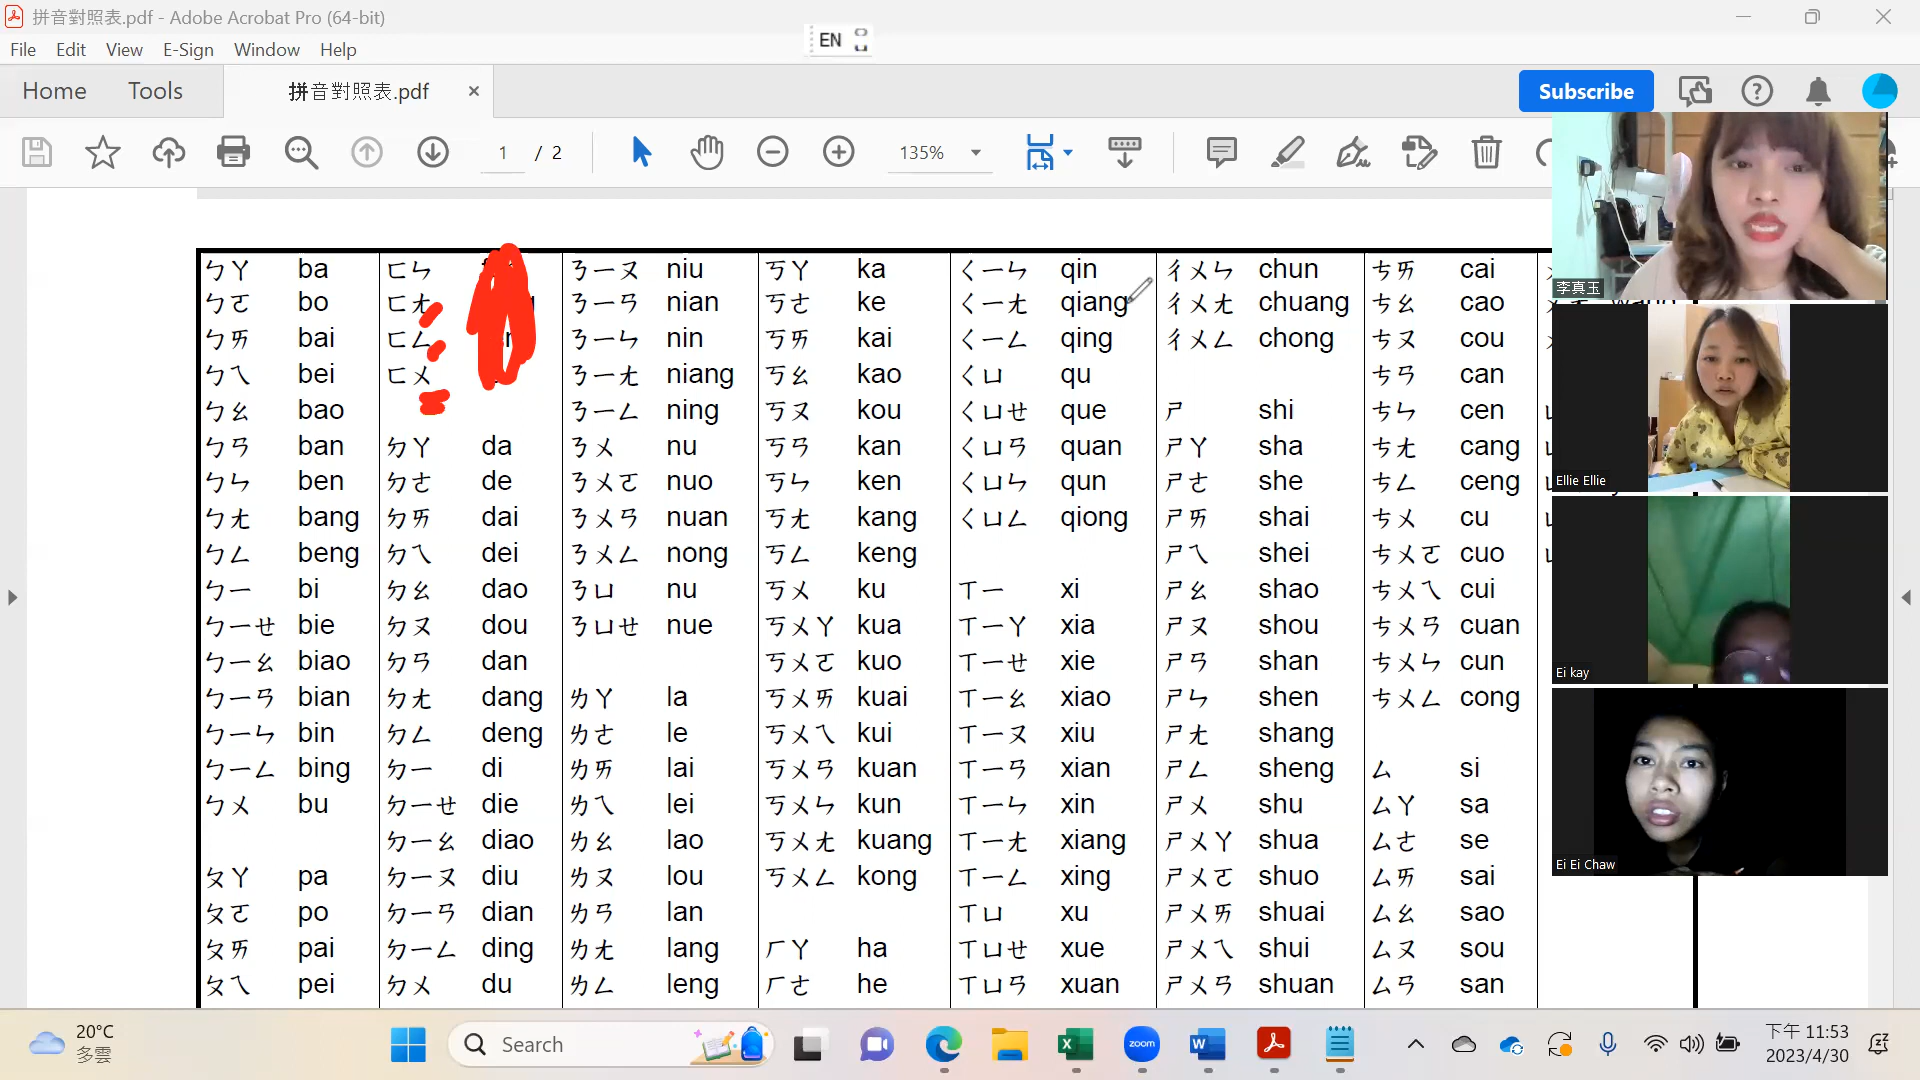 拼音對照表.pdf - Adobe Acrobat Pro (64-bit)
File Edit View E-Sign Window Help
EN
Home Tools 拼音對照表.pdf × Subscribe
1 / 2 135%
ㄅㄚ ba ㄈㄣ ㄋㄧㄡ niu ㄎㄚ ka ㄑㄧㄣ qin ㄔㄨㄣ chun ㄘㄞ cai
ㄅㄛ bo ㄈㄤ ㄋㄧㄢ nian ㄎㄜ ke ㄑㄧㄤ qiang ㄔㄨㄤ chuang ㄘㄠ cao
ㄅㄞ bai ㄈㄥ ㄋㄧㄣ nin ㄎㄞ kai ㄑㄧㄥ qing ㄔㄨㄥ chong ㄘㄡ cou
ㄅㄟ bei ㄈㄨ ㄋㄧㄤ niang ㄎㄠ kao ㄑㄩ qu ㄘㄢ can
ㄅㄠ bao ㄋㄧㄥ ning ㄎㄡ kou ㄑㄩㄝ que ㄕ shi ㄘㄣ cen
ㄅㄢ ban ㄉㄚ da ㄋㄨ nu ㄎㄢ kan ㄑㄩㄢ quan ㄕㄚ sha ㄘㄤ cang
ㄅㄣ ben ㄉㄜ de ㄋㄨㄛ nuo ㄎㄣ ken ㄑㄩㄣ qun ㄕㄜ she ㄘㄥ ceng
ㄅㄤ bang ㄉㄞ dai ㄋㄨㄢ nuan ㄎㄤ kang ㄑㄩㄥ qiong ㄕㄞ shai ㄘㄨ cu
ㄅㄥ beng ㄉㄟ dei ㄋㄨㄥ nong ㄎㄥ keng ㄕㄟ shei ㄘㄨㄛ cuo
ㄅㄧ bi ㄉㄠ dao ㄋㄩ nu ㄎㄨ ku ㄒㄧ xi ㄕㄠ shao ㄘㄨㄟ cui
ㄅㄧㄝ bie ㄉㄡ dou ㄋㄩㄝ nue ㄎㄨㄚ kua ㄒㄧㄚ xia ㄕㄡ shou ㄘㄨㄢ cuan
ㄅㄧㄠ biao ㄉㄢ dan ㄎㄨㄛ kuo ㄒㄧㄝ xie ㄕㄢ shan ㄘㄨㄣ cun
ㄅㄧㄢ bian ㄉㄤ dang ㄌㄚ la ㄎㄨㄞ kuai ㄒㄧㄠ xiao ㄕㄣ shen ㄘㄨㄥ cong
ㄅㄧㄣ bin ㄉㄥ deng ㄌㄜ le ㄎㄨㄟ kui ㄒㄧㄡ xiu ㄕㄤ shang
ㄅㄧㄥ bing ㄉㄧ di ㄌㄞ lai ㄎㄨㄢ kuan ㄒㄧㄢ xian ㄕㄥ sheng ㄙ si
ㄅㄨ bu ㄉㄧㄝ die ㄌㄟ lei ㄎㄨㄣ kun ㄒㄧㄣ xin ㄕㄨ shu ㄙㄚ sa
ㄉㄧㄠ diao ㄌㄠ lao ㄎㄨㄤ kuang ㄒㄧㄤ xiang ㄕㄨㄚ shua ㄙㄜ se
ㄆㄚ pa ㄉㄧㄡ diu ㄌㄡ lou ㄎㄨㄥ kong ㄒㄧㄥ xing ㄕㄨㄛ shuo ㄙㄞ sai
ㄆㄛ po ㄉㄧㄢ dian ㄌㄢ lan ㄒㄩ xu ㄕㄨㄞ shuai ㄙㄠ sao
ㄆㄞ pai ㄉㄧㄥ ding ㄌㄤ lang ㄏㄚ ha ㄒㄩㄝ xue ㄕㄨㄟ shui ㄙㄡ sou
ㄆㄟ pei ㄉㄨ du ㄌㄥ leng ㄏㄜ he ㄒㄩㄢ xuan ㄕㄨㄢ shuan ㄙㄢ san
李真玉
Ellie Ellie
Ei kay
Ei Ei Chaw
20°C
多雲
Search
zoom
下午 11:53
2023/4/30